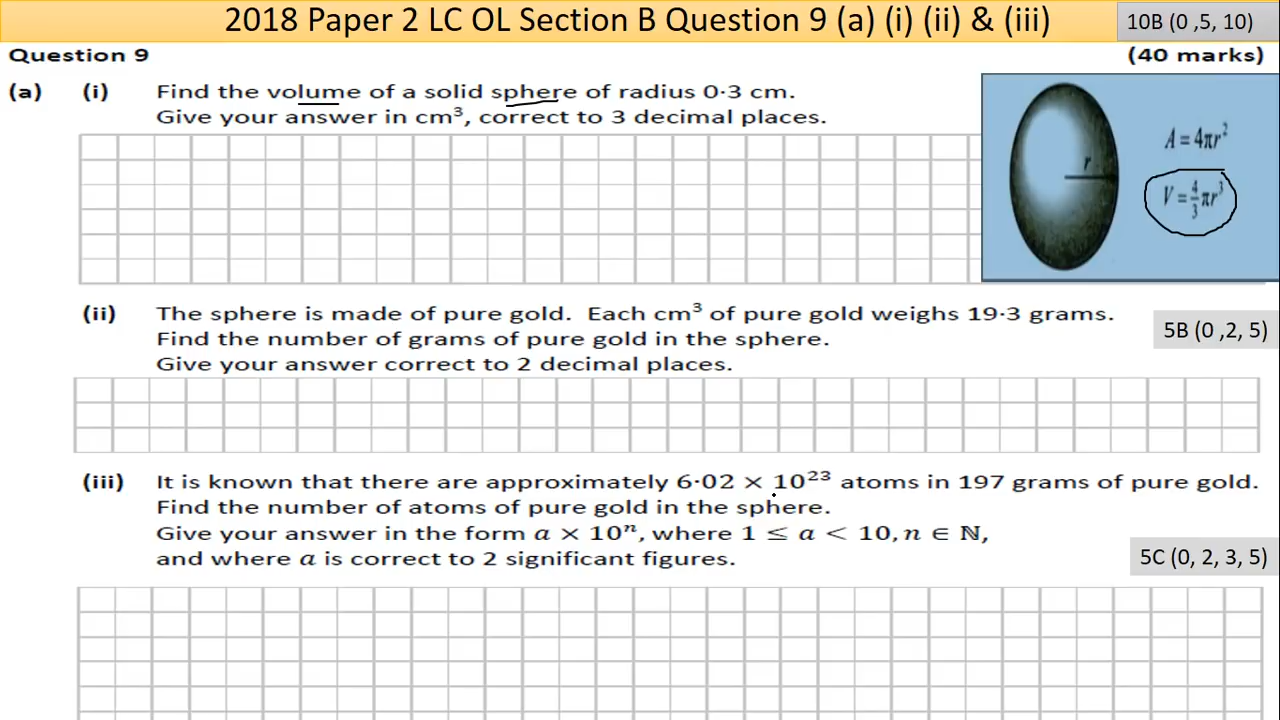 2018 Paper 2 LC OL Section B Question 9 (a) (i) (ii) & (iii)
10B (0 ,5, 10)
Question 9
(40 marks)
(a) (i) Find the volume of a solid sphere of radius 0·3 cm.
Give your answer in cm³, correct to 3 decimal places.
r
A = 4πr²
V = 4/3 πr³
(ii) The sphere is made of pure gold. Each cm³ of pure gold weighs 19·3 grams.
Find the number of grams of pure gold in the sphere.
Give your answer correct to 2 decimal places.
5B (0 ,2, 5)
(iii) It is known that there are approximately 6·02 × 10²³ atoms in 197 grams of pure gold.
Find the number of atoms of pure gold in the sphere.
Give your answer in the form a × 10ⁿ, where 1 ≤ a < 10, n ∈ ℕ,
and where a is correct to 2 significant figures.
5C (0, 2, 3, 5)